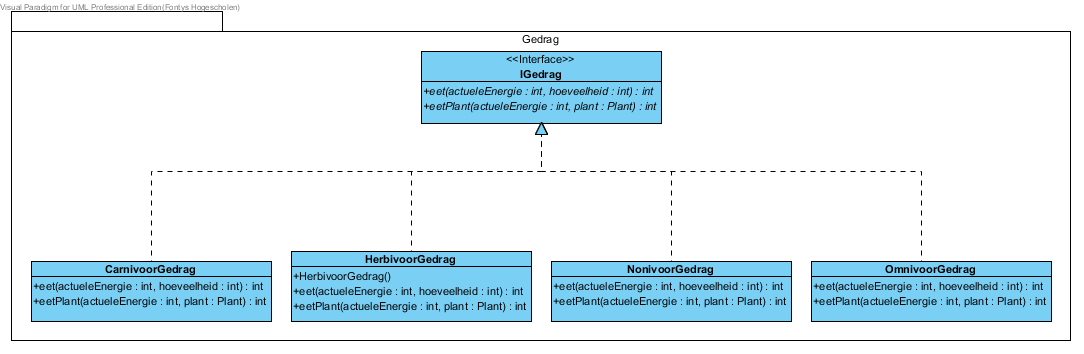 Visual Paradigm for UML Professional Edition(Fontys Hogescholen)
Gedrag
<<Interface>>
IGedrag
+eet(actueleEnergie : int, hoeveelheid : int) : int
+eetPlant(actueleEnergie : int, plant : Plant) : int
CarnivoorGedrag
+eet(actueleEnergie : int, hoeveelheid : int) : int
+eetPlant(actueleEnergie : int, plant : Plant) : int
HerbivoorGedrag
+HerbivoorGedrag()
+eet(actueleEnergie : int, hoeveelheid : int) : int
+eetPlant(actueleEnergie : int, plant : Plant) : int
NonivoorGedrag
+eet(actueleEnergie : int, hoeveelheid : int) : int
+eetPlant(actueleEnergie : int, plant : Plant) : int
OmnivoorGedrag
+eet(actueleEnergie : int, hoeveelheid : int) : int
+eetPlant(actueleEnergie : int, plant : Plant) : int